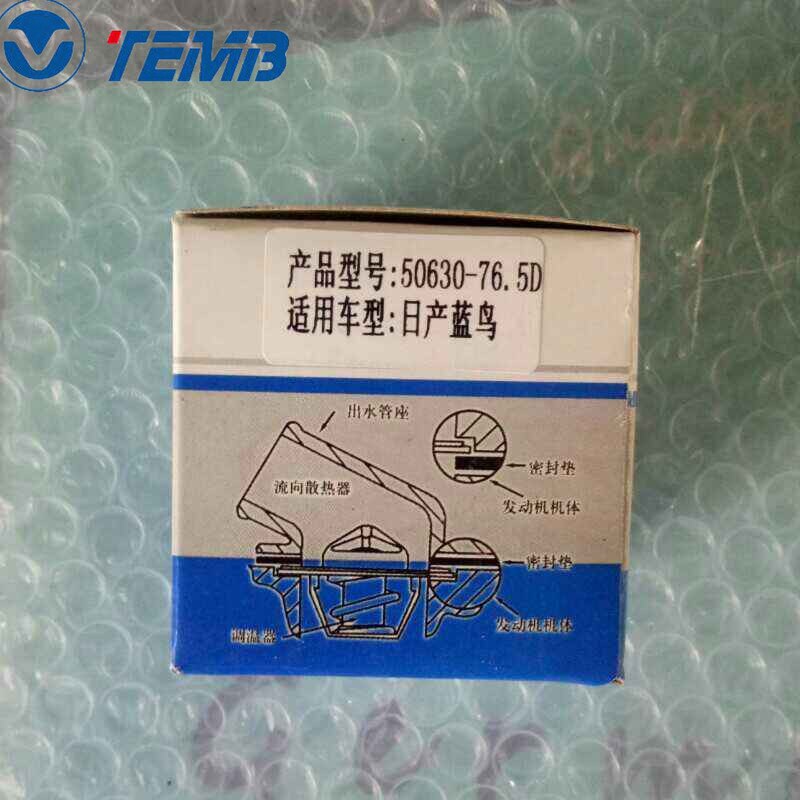 TEMB
产品型号:50630-76.5D
适用车型:日产蓝鸟
出水管座
流向散热器
密封垫
发动机机体
密封垫
调温器
发动机机体